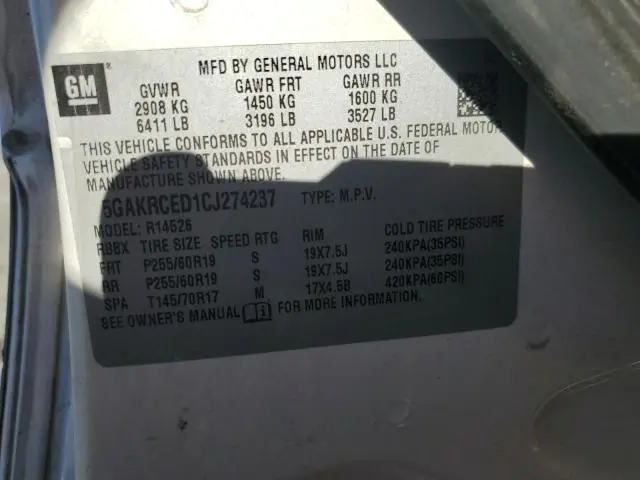 GM
MFD BY GENERAL MOTORS LLC
GVWR GAWR FRT GAWR RR
2908 KG 1450 KG 1600 KG
6411 LB 3196 LB 3527 LB
THIS VEHICLE CONFORMS TO ALL APPLICABLE U.S. FEDERAL MOTOR
VEHICLE SAFETY STANDARDS IN EFFECT ON THE DATE OF
MANUFACTURE SHOWN ABOVE.
5GAKRCED1CJ274237 TYPE: M.P.V.
MODEL: R14526
RBBX TIRE SIZE SPEED RTG RIM COLD TIRE PRESSURE
FRT P255/60R19 S 19X7.5J 240KPA(35PSI)
RR P255/60R19 S 19X7.5J 240KPA(35PSI)
SPA T145/70R17 M 17X4.5B 420KPA(60PSI)
SEE OWNER'S MANUAL FOR MORE INFORMATION.